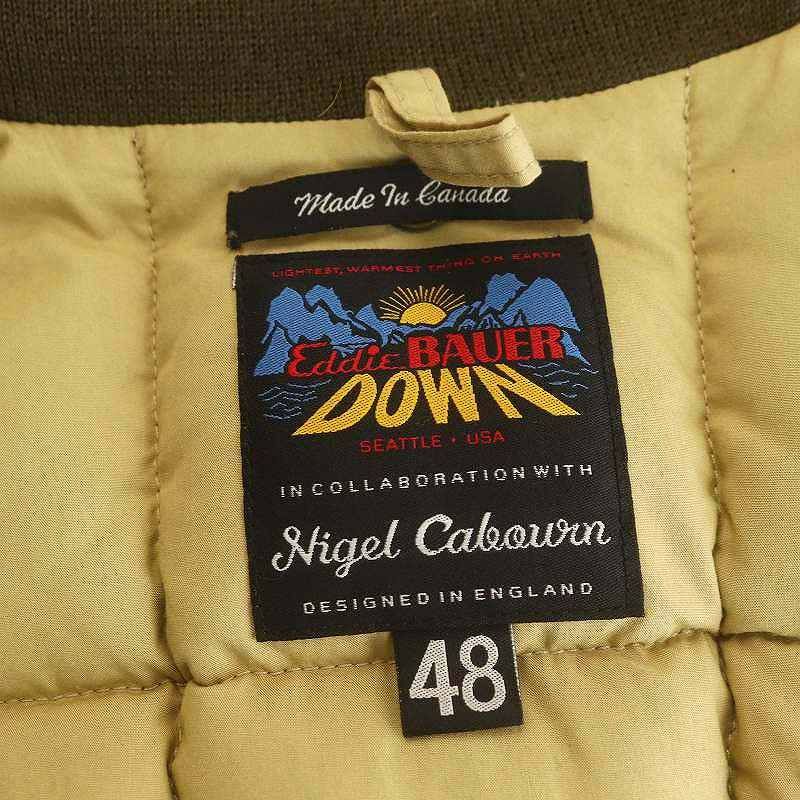 Made In Canada
LIGHTEST, WARMEST THING ON EARTH
Eddie BAUER
DOWN
SEATTLE • USA
IN COLLABORATION WITH
Nigel Cabourn
DESIGNED IN ENGLAND
48